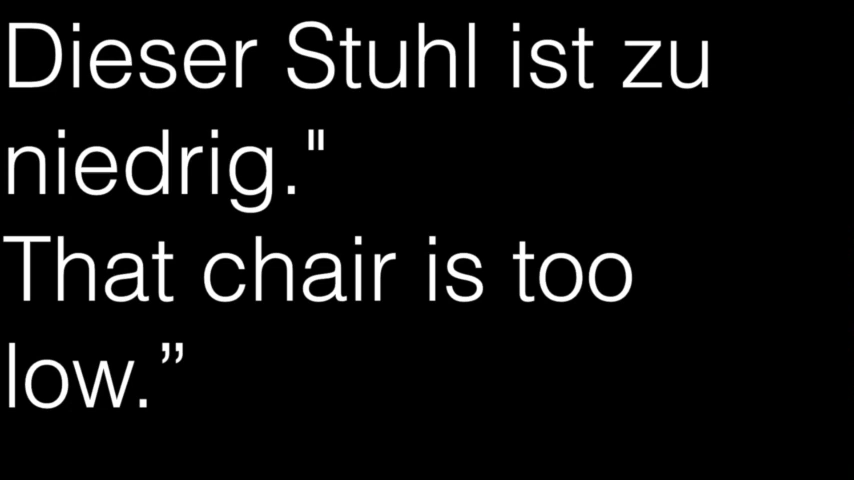 Dieser Stuhl ist zu
niedrig."
That chair is too
low.”